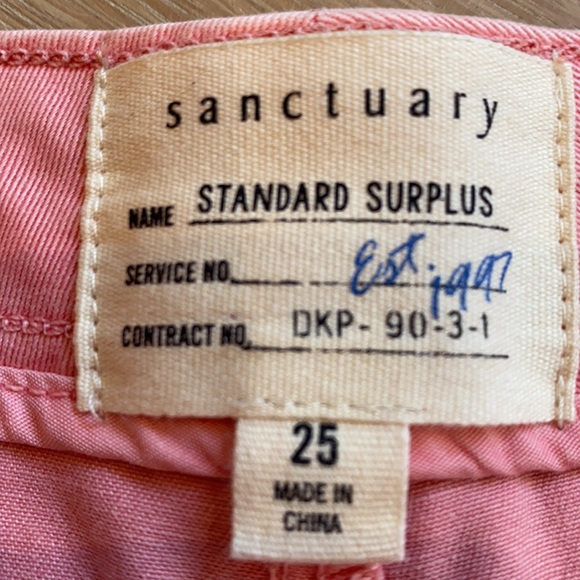 sanctuary
NAME STANDARD SURPLUS
SERVICE NO. Est. 1997
CONTRACT NO. DKP-90-3-1
25
MADE IN
CHINA